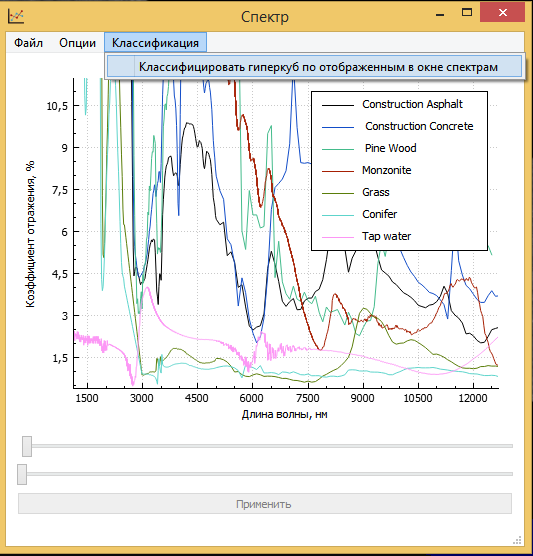 Спектр
Файл Опции Классификация
Классифицировать гиперкуб по отображенным в окне спектрам
Коэффициент отражения, %
10,5
9
7,5
6
4,5
3
1,5
Construction Asphalt
Construction Concrete
Pine Wood
Monzonite
Grass
Conifer
Tap water
1500 3000 4500 6000 7500 9000 10500 12000
Длина волны, нм
Применить